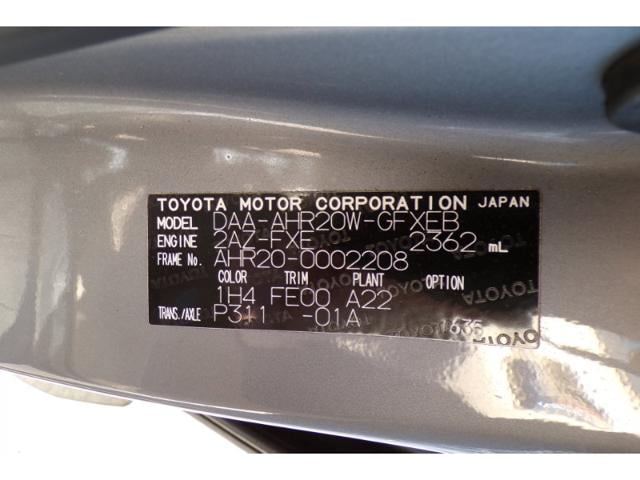 TOYOTA MOTOR CORPORATION JAPAN
MODEL DAA-AHR20W-GFXEB
ENGINE 2AZ-FXE 2362 mL
FRAME No. AHR20-0002208
COLOR TRIM PLANT OPTION
1H4 FE00 A22
TRANS./AXLE P311 -01A
TOYOTA